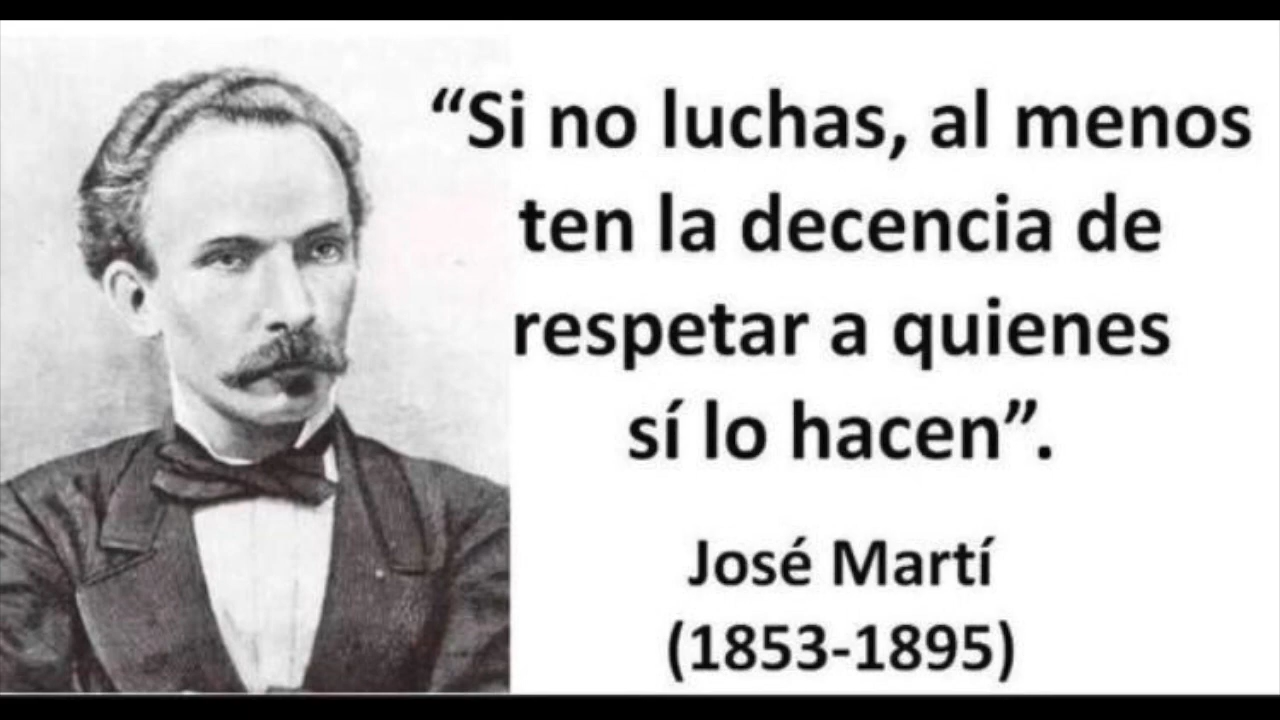 “Si no luchas, al menos
ten la decencia de
respetar a quienes
sí lo hacen”.
José Martí
(1853-1895)